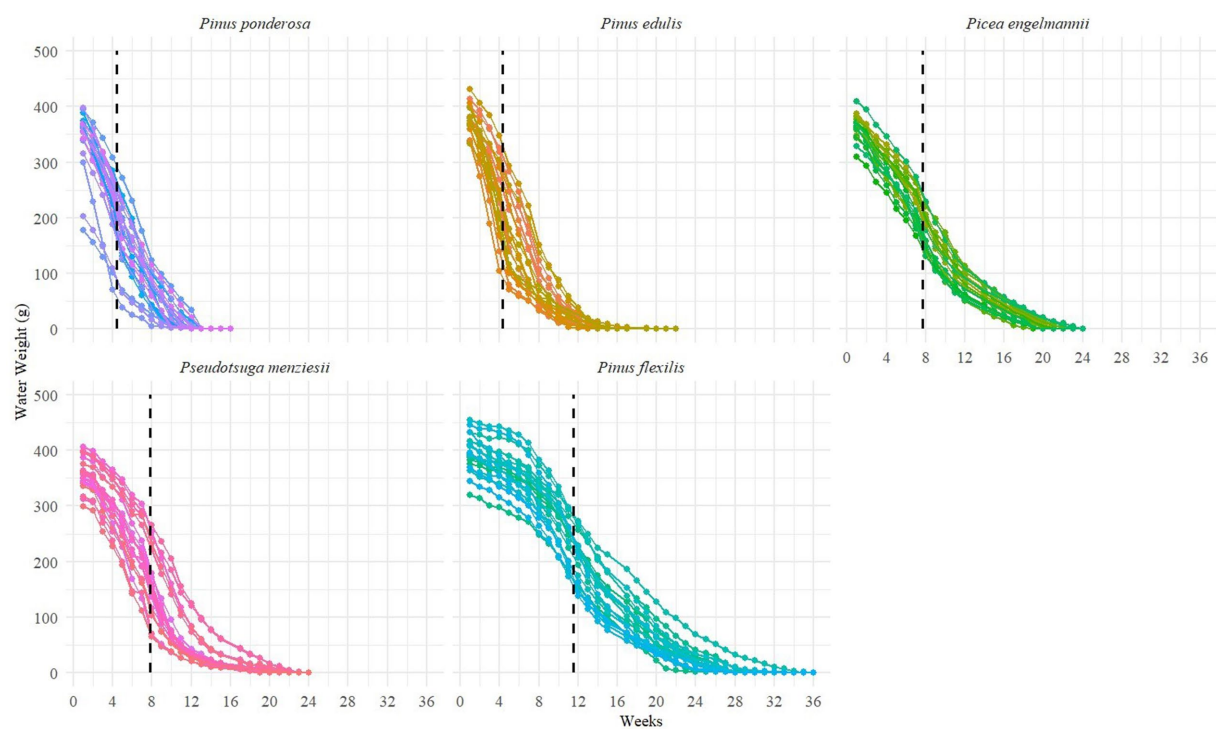 Pinus ponderosa Pinus edulis Picea engelmannii
500
400
300
200
100
0
0 4 8 12 16 20 24 28 32 36
Water Weight (g)
Pseudotsuga menziesii Pinus flexilis
500
400
300
200
100
0
0 4 8 12 16 20 24 28 32 36 0 4 8 12 16 20 24 28 32 36
Weeks